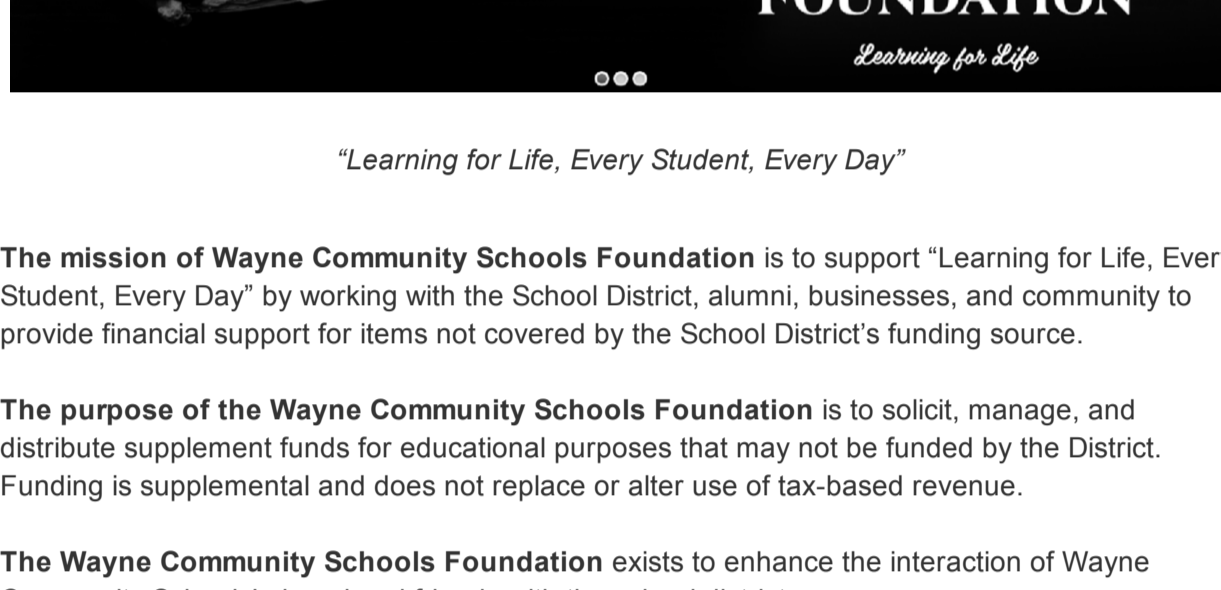 FOUNDATION
Learning for Life
“Learning for Life, Every Student, Every Day”
The mission of Wayne Community Schools Foundation is to support “Learning for Life, Ever
Student, Every Day” by working with the School District, alumni, businesses, and community to
provide financial support for items not covered by the School District’s funding source.
The purpose of the Wayne Community Schools Foundation is to solicit, manage, and
distribute supplement funds for educational purposes that may not be funded by the District.
Funding is supplemental and does not replace or alter use of tax-based revenue.
The Wayne Community Schools Foundation exists to enhance the interaction of Wayne